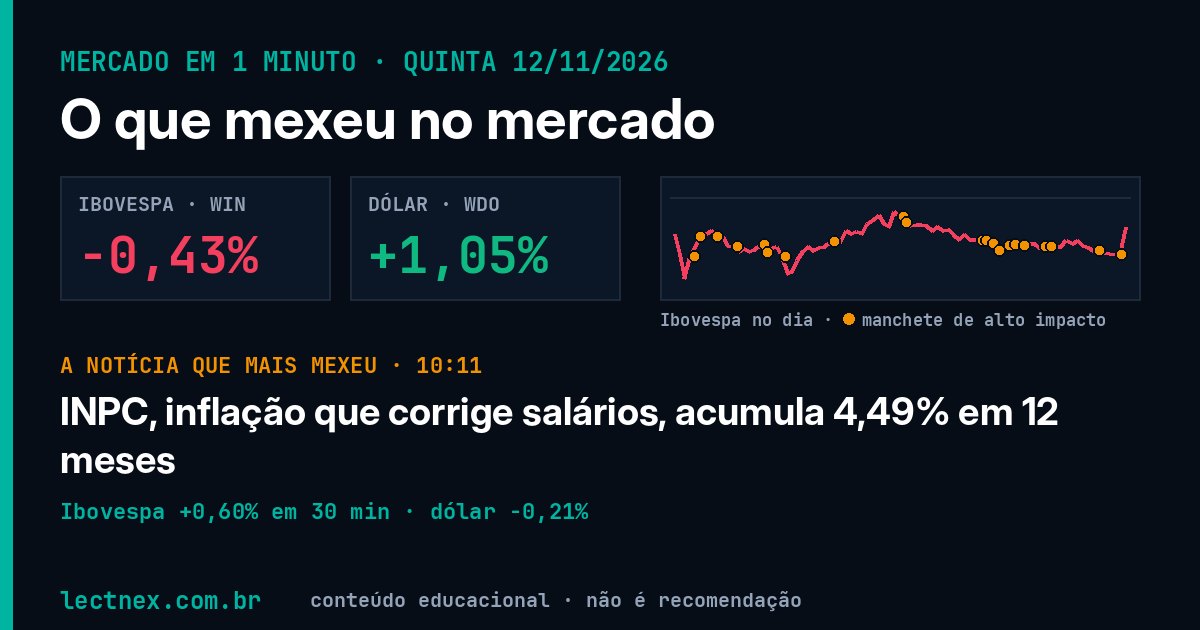 MERCADO EM 1 MINUTO · QUINTA 12/11/2026
O que mexeu no mercado
IBOVESPA · WIN
-0,43%
DÓLAR · WDO
+1,05%
Ibovespa no dia · manchete de alto impacto
A NOTÍCIA QUE MAIS MEXEU · 10:11
INPC, inflação que corrige salários, acumula 4,49% em 12
meses
Ibovespa +0,60% em 30 min · dólar -0,21%
lectnex.com.br
conteúdo educacional · não é recomendação